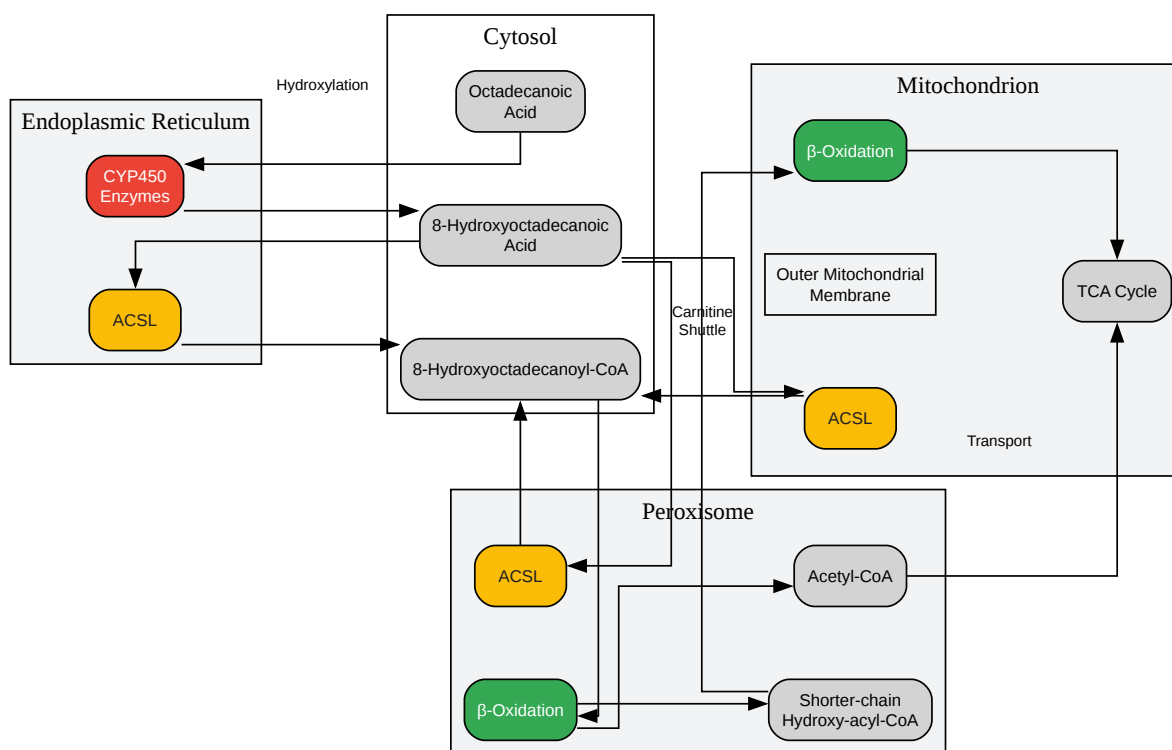 Cytosol
Octadecanoic
Acid
Hydroxylation
Mitochondrion
Endoplasmic Reticulum
β-Oxidation
CYP450
Enzymes
8-Hydroxyoctadecanoic
Acid
Outer Mitochondrial
Membrane
TCA Cycle
ACSL
Carnitine
Shuttle
8-Hydroxyoctadecanoyl-CoA
ACSL
Transport
Peroxisome
ACSL
Acetyl-CoA
β-Oxidation
Shorter-chain
Hydroxy-acyl-CoA